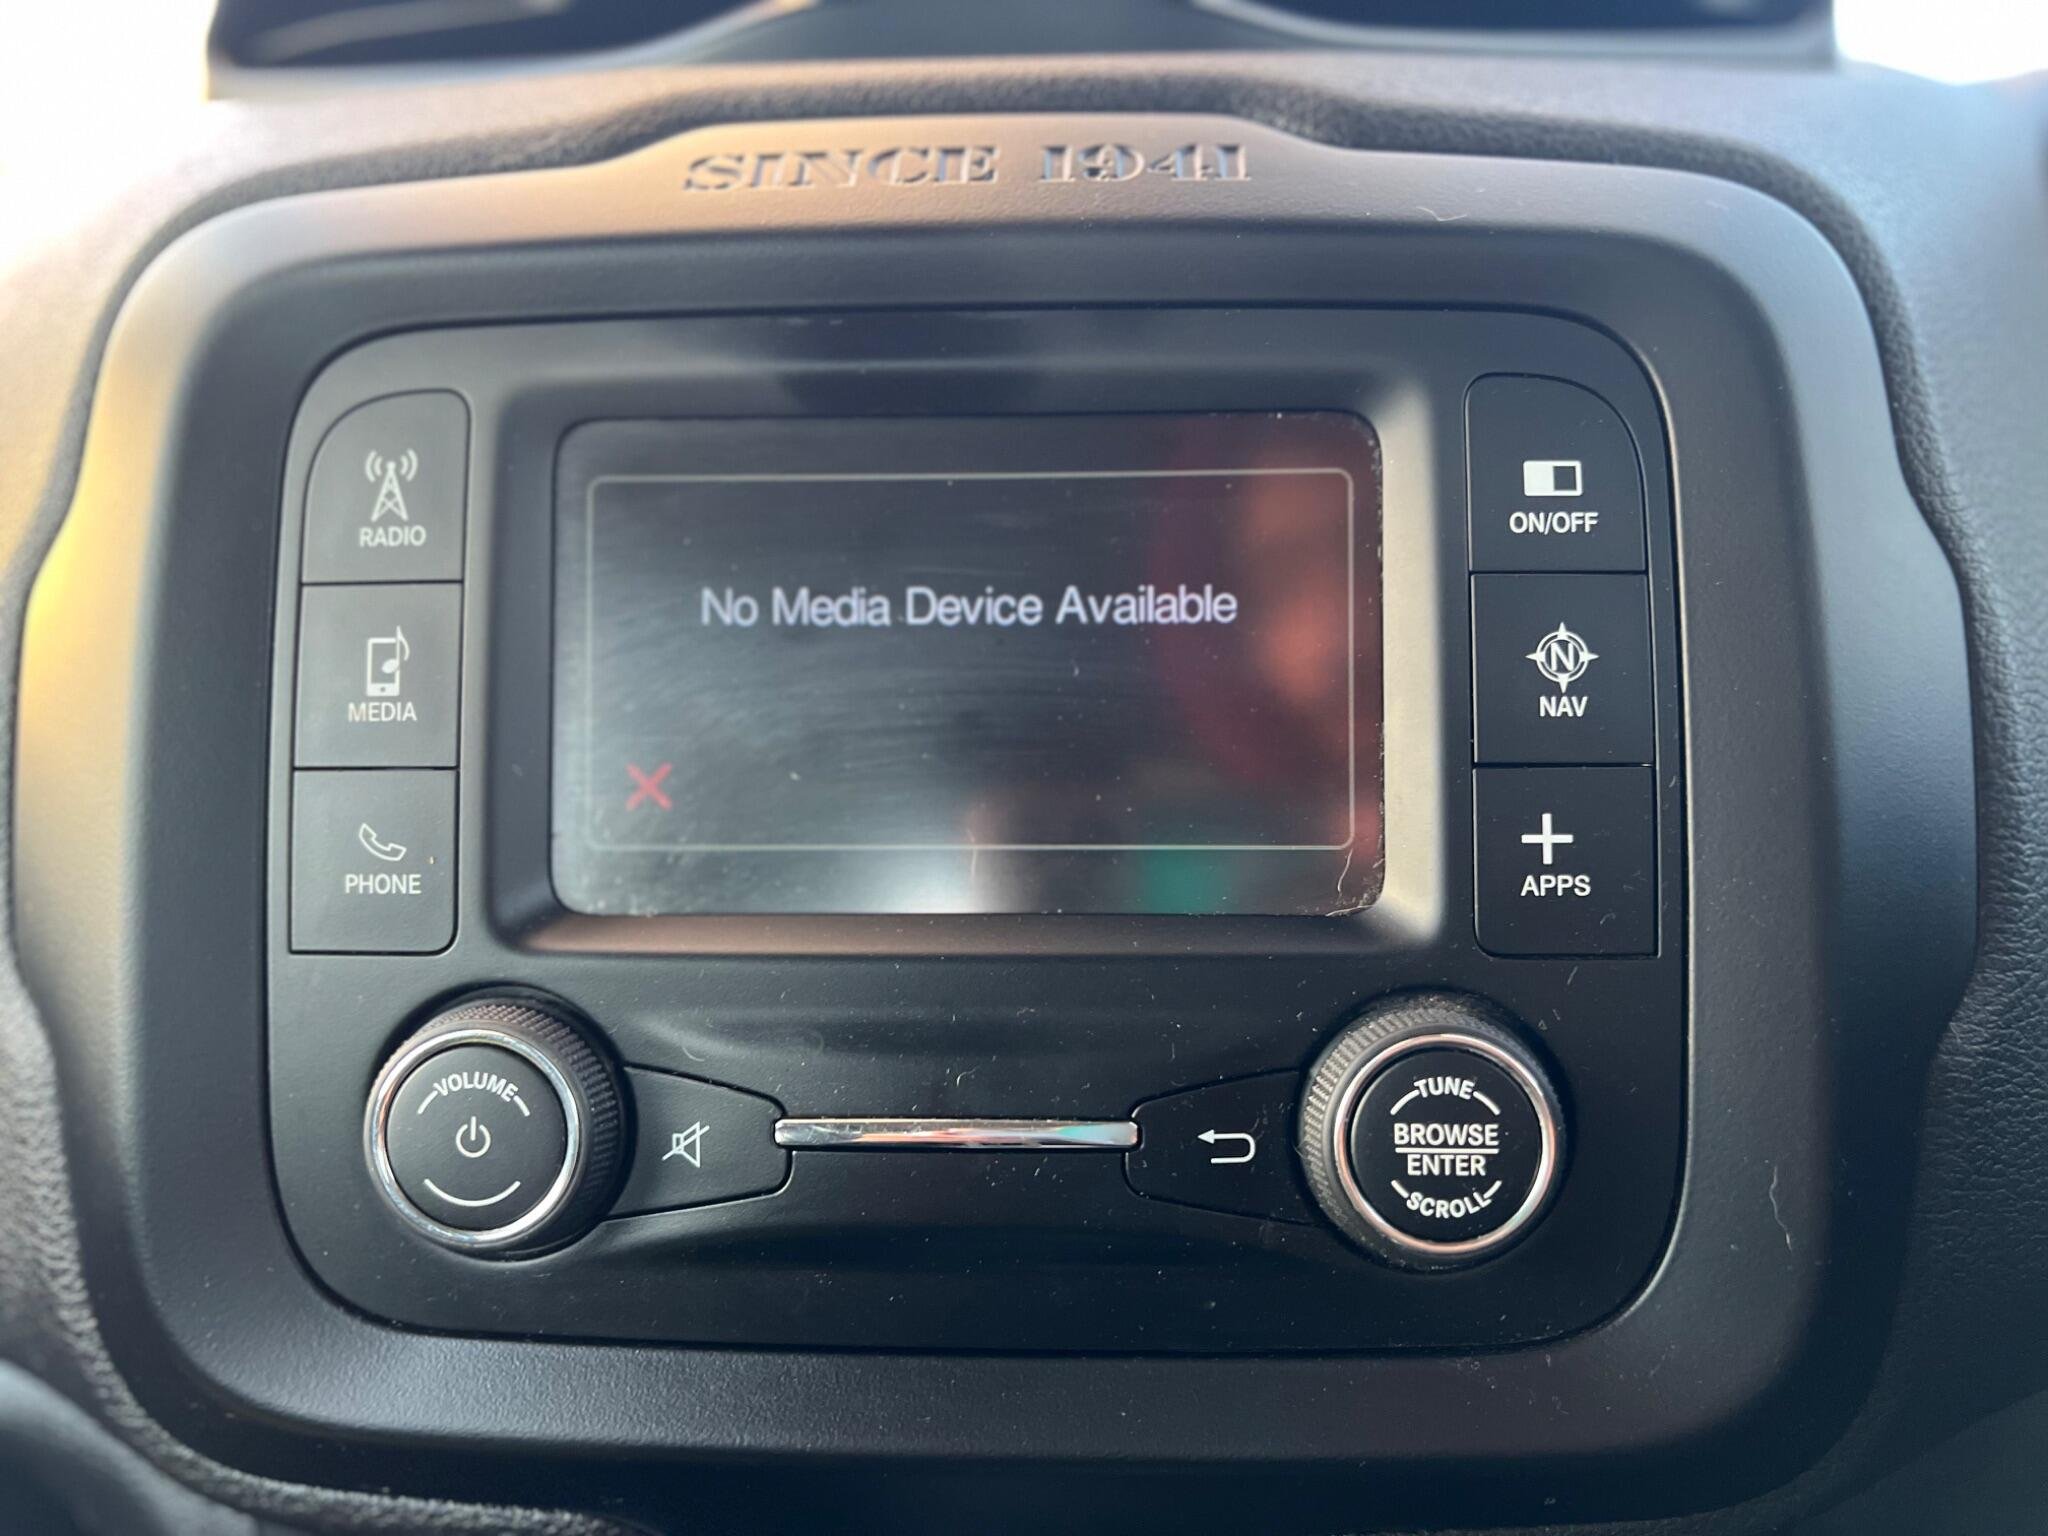 SINCE 1941
RADIO
MEDIA
PHONE
No Media Device Available
ON/OFF
N
NAV
APPS
VOLUME
TUNE
BROWSE
ENTER
SCROLL